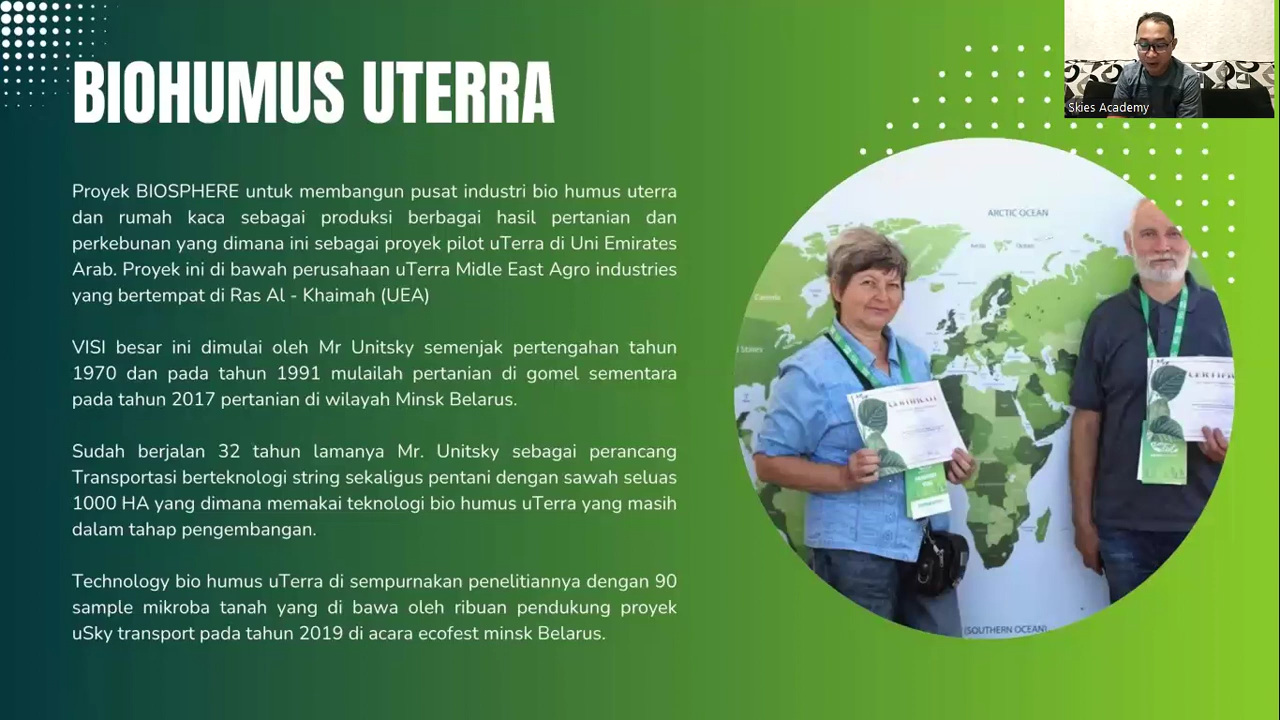 BIOHUMUS UTERRA
Skies Academy
Proyek BIOSPHERE untuk membangun pusat industri bio humus uterra
dan rumah kaca sebagai produksi berbagai hasil pertanian dan
perkebunan yang dimana ini sebagai proyek pilot uTerra di Uni Emirates
Arab. Proyek ini di bawah perusahaan uTerra Midle East Agro industries
yang bertempat di Ras Al - Khaimah (UEA)
VISI besar ini dimulai oleh Mr Unitsky semenjak pertengahan tahun
1970 dan pada tahun 1991 mulailah pertanian di gomel sementara
pada tahun 2017 pertanian di wilayah Minsk Belarus.
Sudah berjalan 32 tahun lamanya Mr. Unitsky sebagai perancang
Transportasi berteknologi string sekaligus pentani dengan sawah seluas
1000 HA yang dimana memakai teknologi bio humus uTerra yang masih
dalam tahap pengembangan.
Technology bio humus uTerra di sempurnakan penelitiannya dengan 90
sample mikroba tanah yang di bawa oleh ribuan pendukung proyek
uSky transport pada tahun 2019 di acara ecofest minsk Belarus.
ARCTIC OCEAN
Canada
CERTIFICATE
(SOUTHERN OCEAN)